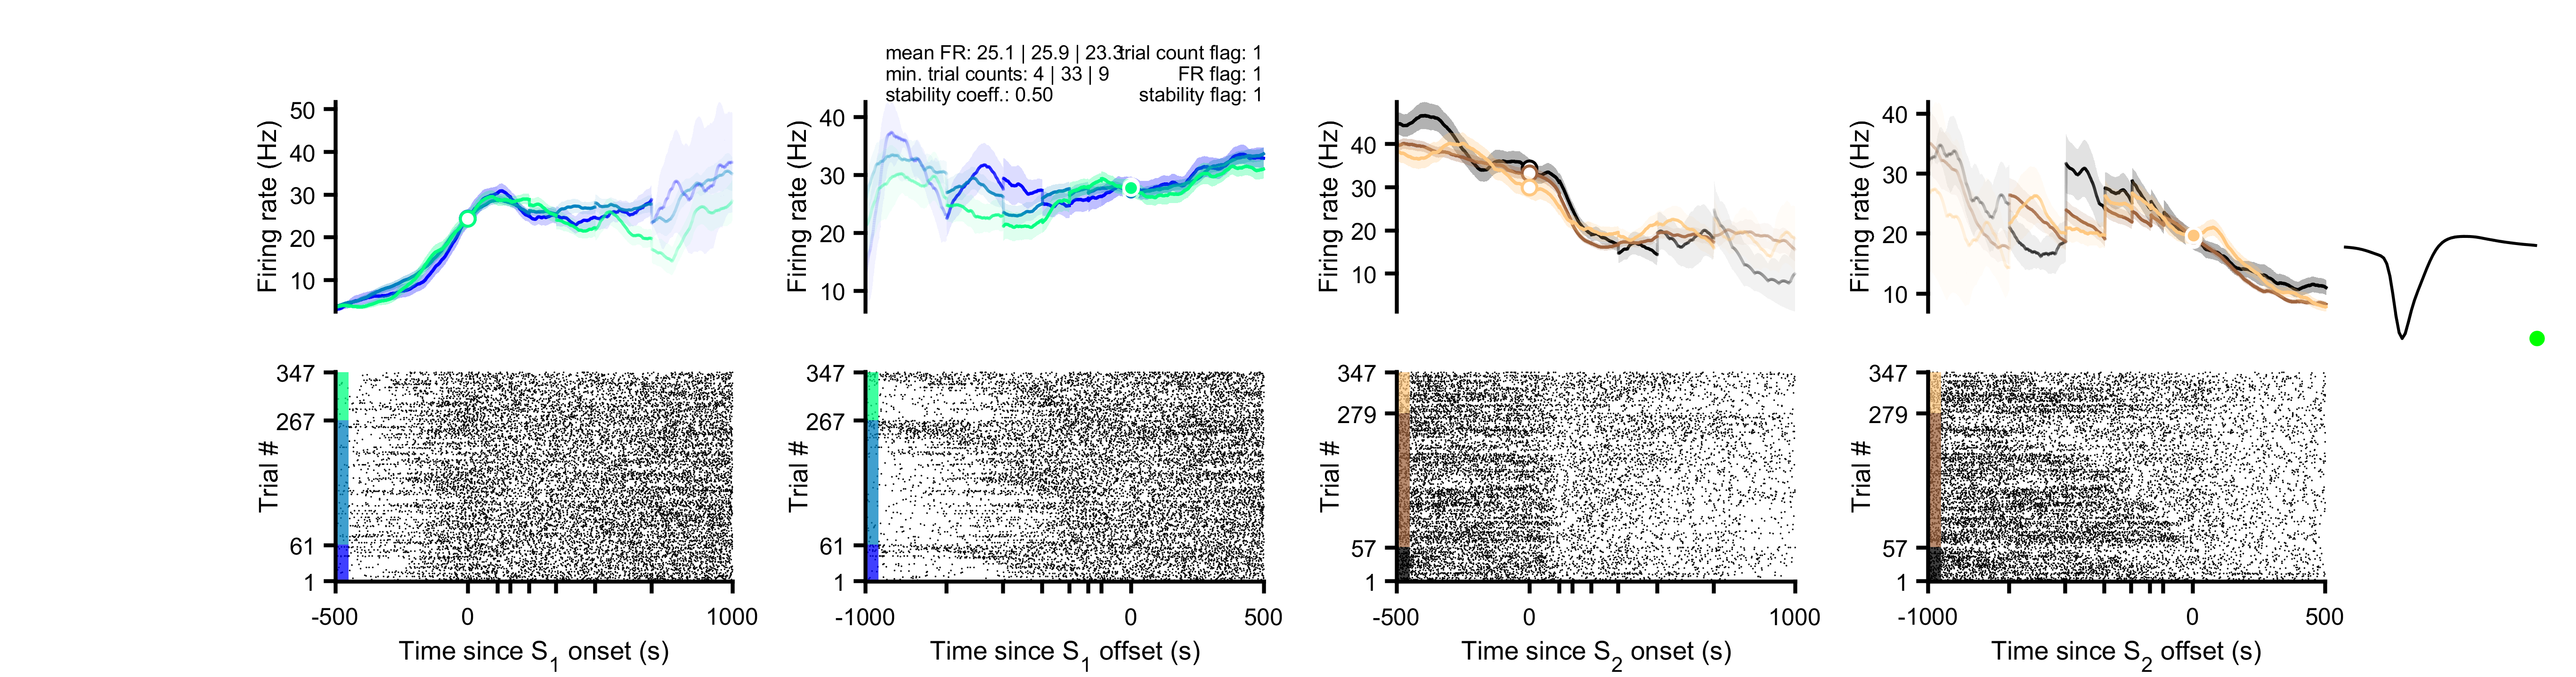 mean FR: 25.1 | 25.9 | 23.3
trial count flag: 1
min. trial counts: 4 | 33 | 9
FR flag: 1
stability coeff.: 0.50
stability flag: 1
Firing rate (Hz)
50
40
30
20
10
Firing rate (Hz)
40
30
20
10
Firing rate (Hz)
40
30
20
10
Firing rate (Hz)
40
30
20
10
Trial #
347
267
61
1
-500
0
1000
Time since S1 onset (s)
Trial #
347
267
61
1
-1000
0
500
Time since S1 offset (s)
Trial #
347
279
57
1
-500
0
1000
Time since S2 onset (s)
Trial #
347
279
57
1
-1000
0
500
Time since S2 offset (s)